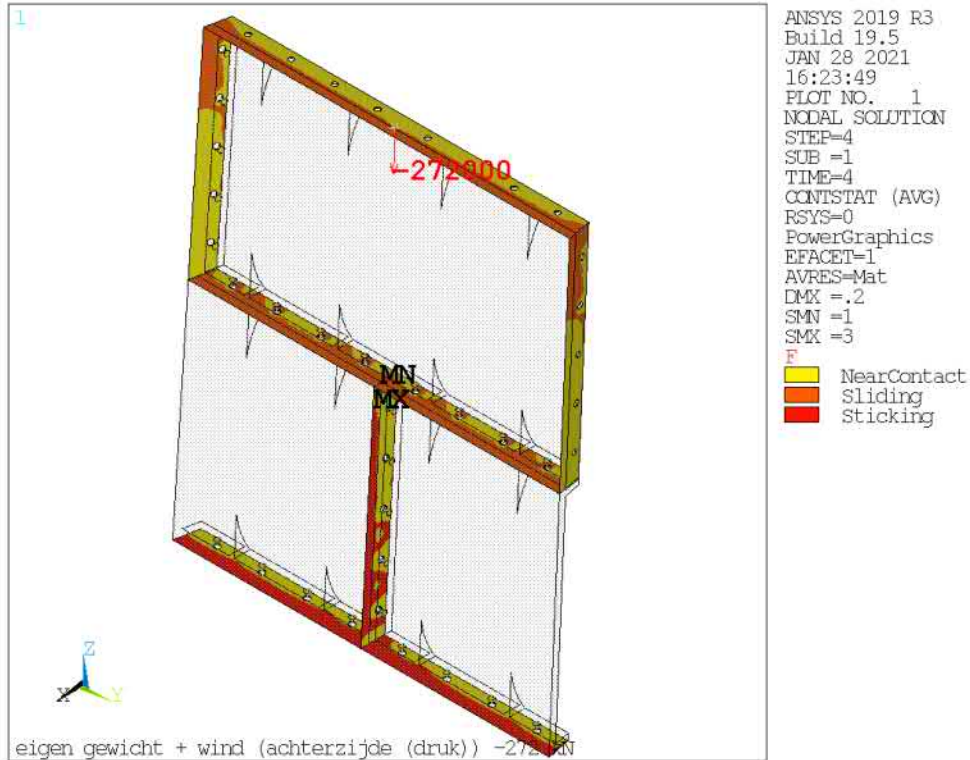 1
ANSYS 2019 R3
Build 19.5
JAN 28 2021
16:23:49
PLOT NO. 1
NODAL SOLUTION
STEP=4
SUB =1
TIME=4
CONTSTAT (AVG)
RSYS=0
PowerGraphics
EFACET=1
AVRES=Mat
DMX =.2
SMN =1
SMX =3
F
NearContact
Sliding
Sticking
-272000
MN
MX
Z
X Y
eigen gewicht + wind (achterzijde (druk)) -272